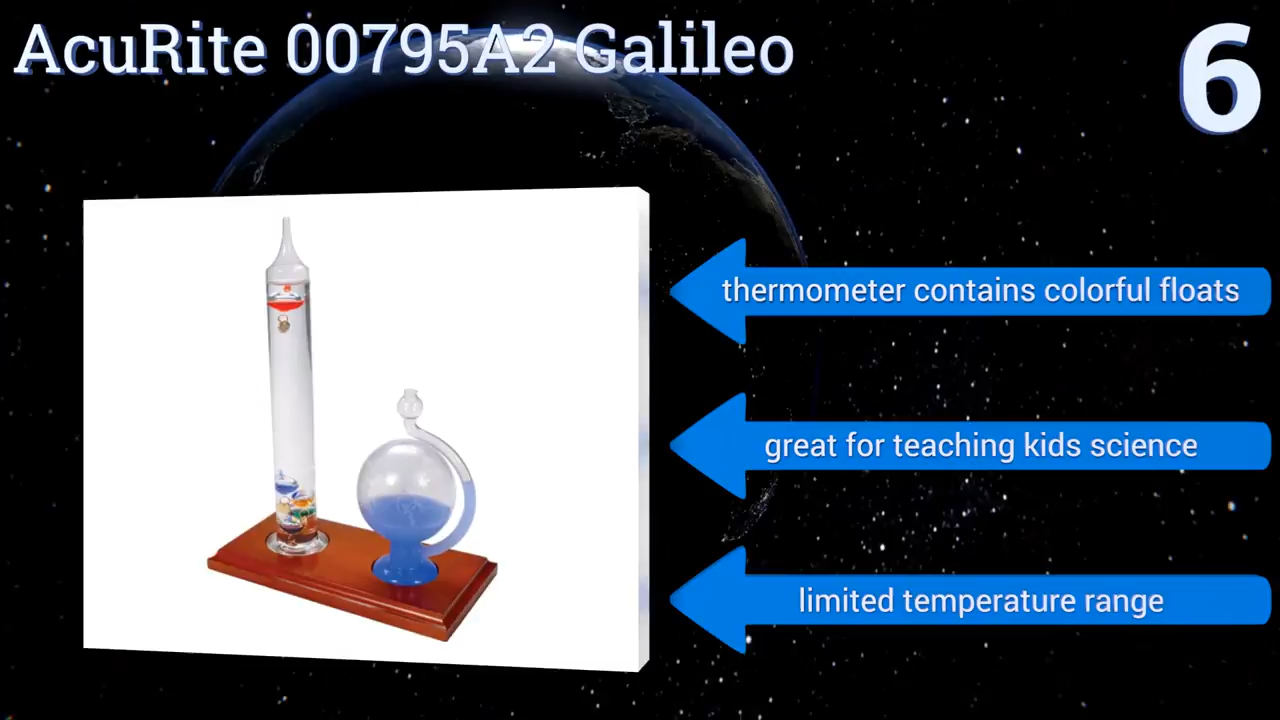 AcuRite 00795A2 Galileo
6
thermometer contains colorful floats
great for teaching kids science
limited temperature range